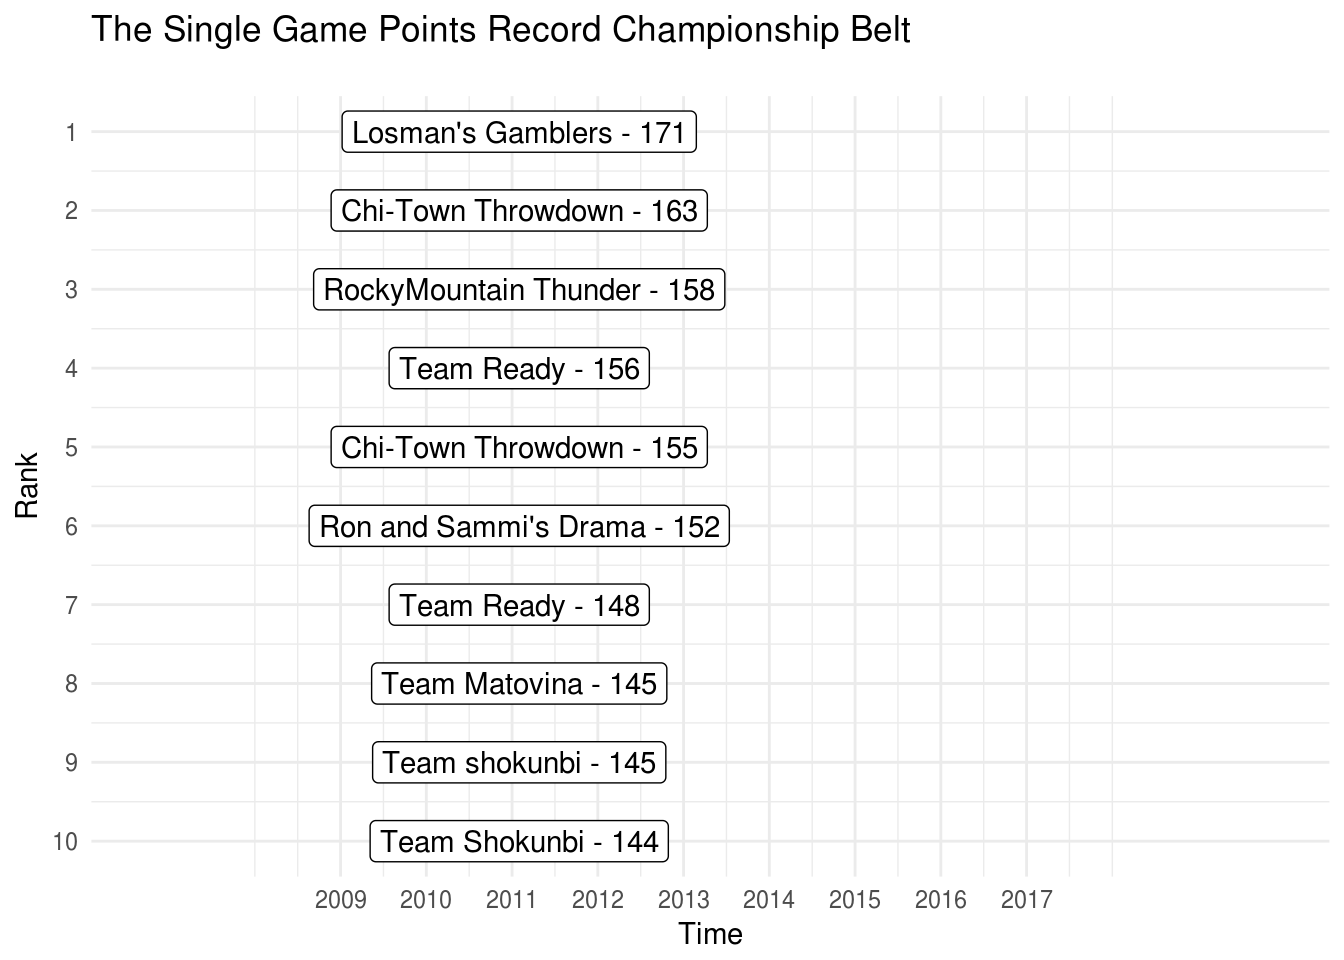 The Single Game Points Record Championship Belt
1
Losman's Gamblers - 171
2
Chi-Town Throwdown - 163
3
RockyMountain Thunder - 158
4
Team Ready - 156
5
Chi-Town Throwdown - 155
6
Ron and Sammi's Drama - 152
7
Team Ready - 148
8
Team Matovina - 145
9
Team shokunbi - 145
10
Team Shokunbi - 144
Rank
2009 2010 2011 2012 2013 2014 2015 2016 2017
Time